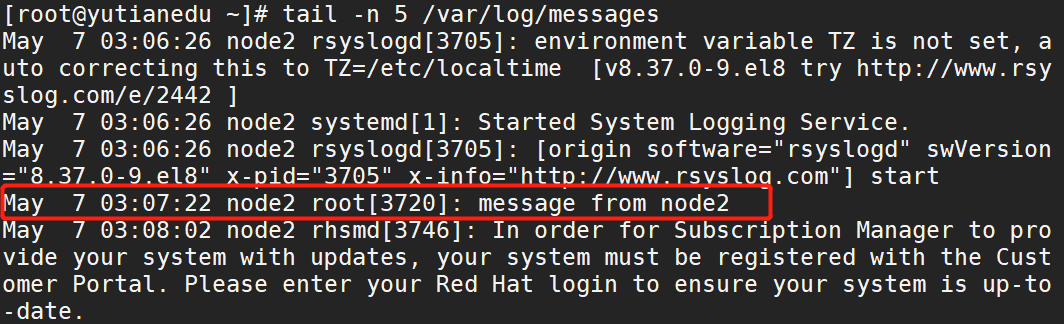 [root@yutianedu ~]# tail -n 5 /var/log/messages
May  7 03:06:26 node2 rsyslogd[3705]: environment variable TZ is not set, a
uto correcting this to TZ=/etc/localtime  [v8.37.0-9.el8 try http://www.rsy
slog.com/e/2442 ]
May  7 03:06:26 node2 systemd[1]: Started System Logging Service.
May  7 03:06:26 node2 rsyslogd[3705]: [origin software="rsyslogd" swVersion
="8.37.0-9.el8" x-pid="3705" x-info="http://www.rsyslog.com"] start
May  7 03:07:22 node2 root[3720]: message from node2
May  7 03:08:02 node2 rhsmd[3746]: In order for Subscription Manager to pro
vide your system with updates, your system must be registered with the Cust
omer Portal. Please enter your Red Hat login to ensure your system is up-to
-date.